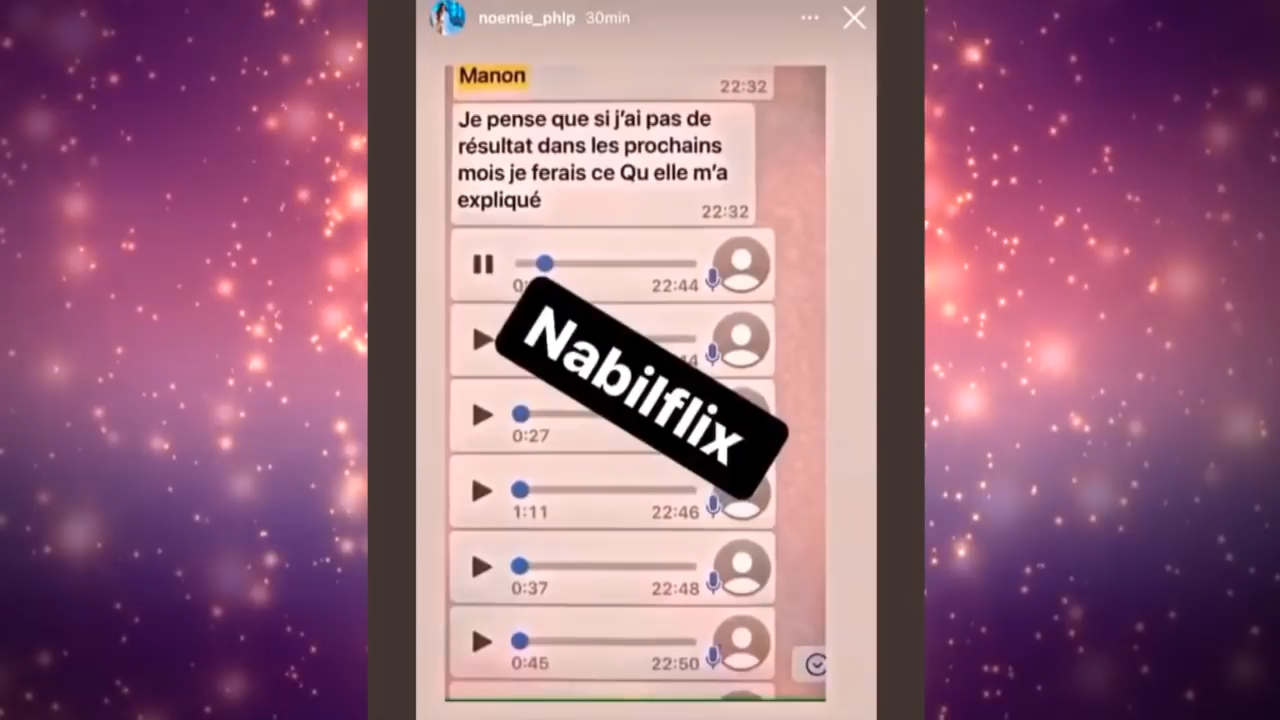 noemie_phlp 30min
Manon
22:32
Je pense que si j'ai pas de
résultat dans les prochains
mois je ferais ce Qu elle m'a
expliqué
22:32
22:44
Nabilflix
0:27
1:11 22:46
0:37 22:48
0:45 22:50